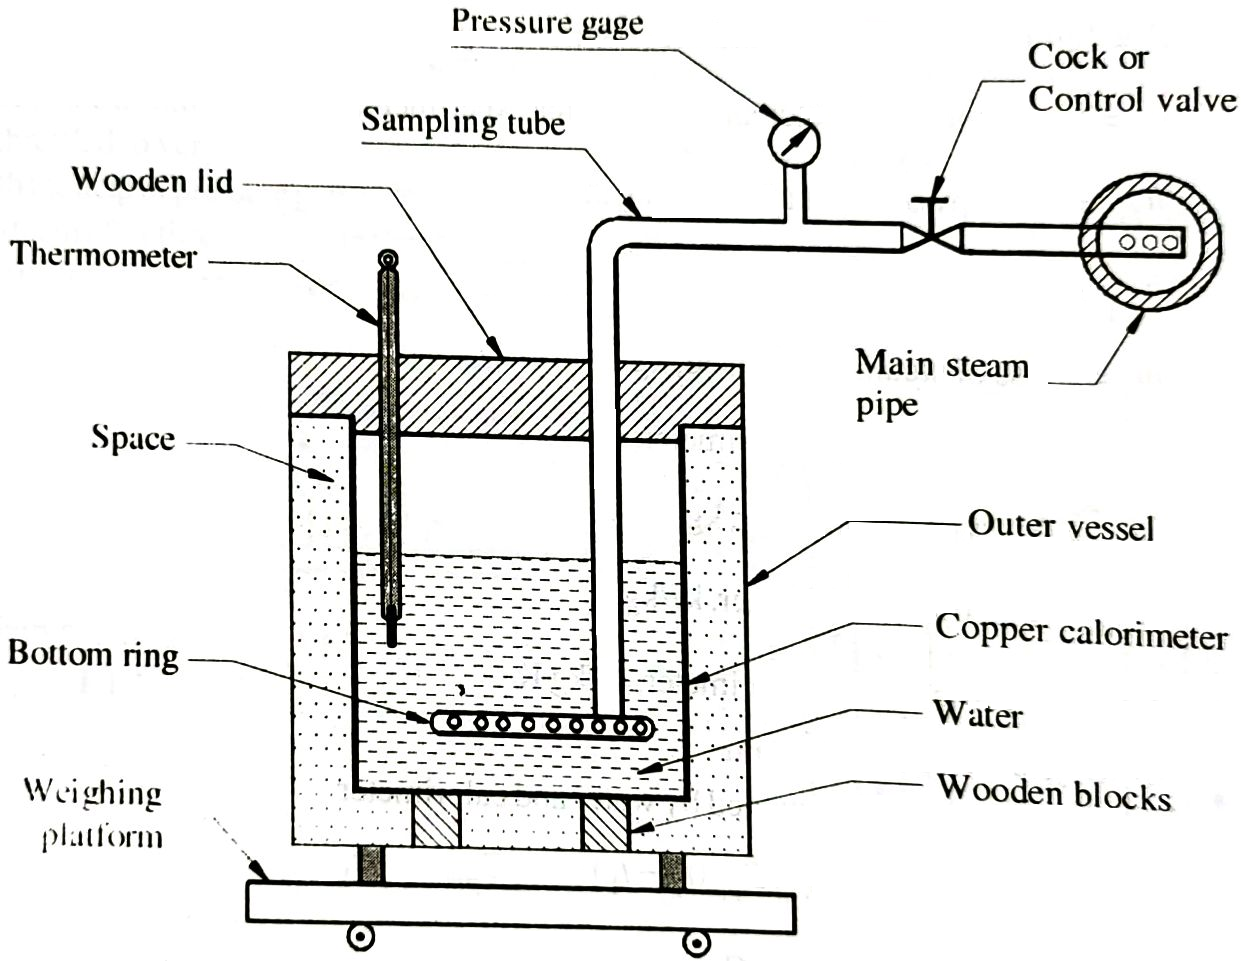 Pressure gage
Cock or
Control valve
Sampling tube
Wooden lid
Thermometer
Main steam
pipe
Space
Outer vessel
Copper calorimeter
Bottom ring
Water
Weighing
platform
Wooden blocks